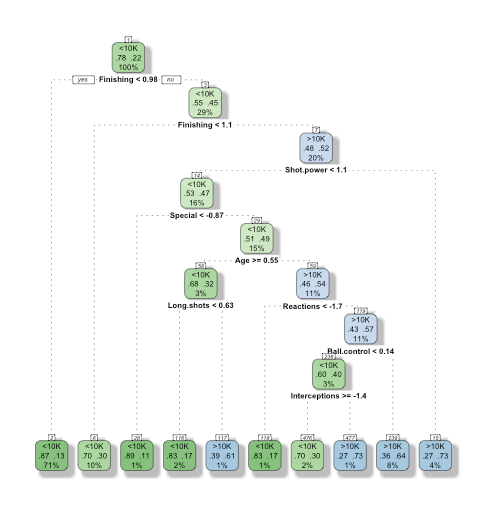 1
<10K
.78 .22
100%
yes Finishing < 0.98 no
3
<10K
.55 .45
29%
Finishing < 1.1
7
>10K
.48 .52
20%
Shot.power < 1.1
14
<10K
.53 .47
16%
Special < -0.87
29
<10K
.51 .49
15%
Age >= 0.55
58 59
<10K >10K
.68 .32 .46 .54
3% 11%
Long.shots < 0.63 Reactions < -1.7
119
>10K
.43 .57
11%
Ball.control < 0.14
238
<10K
.60 .40
3%
Interceptions >= -1.4
2 6 28 116 117 118 476 477 239 15
<10K <10K <10K <10K >10K <10K <10K >10K >10K >10K
.87 .13 .70 .30 .89 .11 .83 .17 .39 .61 .83 .17 .70 .30 .27 .73 .36 .64 .27 .73
71% 10% 1% 2% 1% 1% 2% 1% 8% 4%